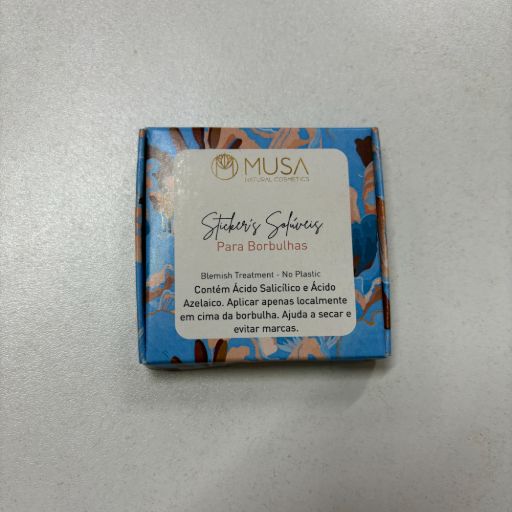 MUSA
NATURAL COSMETICS
Sticker's Solúveis
Para Borbulhas
Blemish Treatment - No Plastic
Contém Ácido Salicílico e Ácido
Azelaico. Aplicar apenas localmente
em cima da borbulha. Ajuda a secar e
evitar marcas.